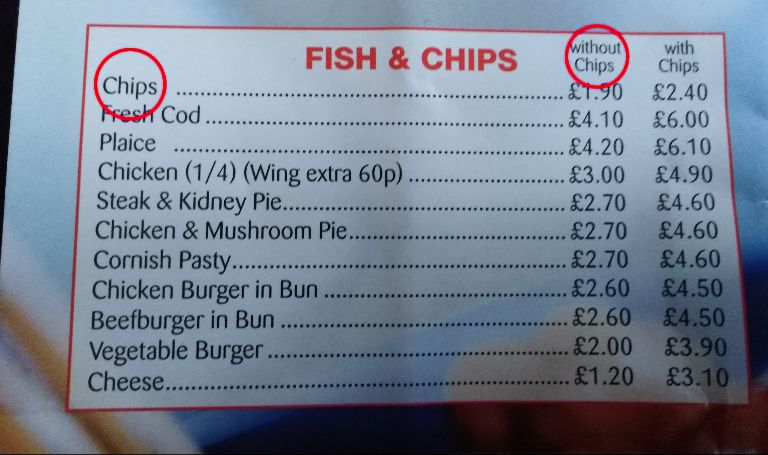 FISH & CHIPS without with
Chips Chips
Chips .......... £1.90 £2.40
Fresh Cod .......... £4.10 £6.00
Plaice .......... £4.20 £6.10
Chicken (1/4) (Wing extra 60p) .......... £3.00 £4.90
Steak & Kidney Pie .......... £2.70 £4.60
Chicken & Mushroom Pie .......... £2.70 £4.60
Cornish Pasty .......... £2.70 £4.60
Chicken Burger in Bun .......... £2.60 £4.50
Beefburger in Bun .......... £2.60 £4.50
Vegetable Burger .......... £2.00 £3.90
Cheese .......... £1.20 £3.10